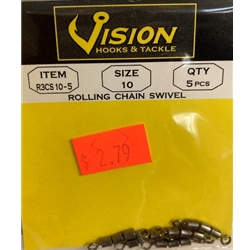 VISION
HOOKS & TACKLE
ITEM SIZE QTY
R3CS10-5 10 5 PCS
ROLLING CHAIN SWIVEL
$ 2.79